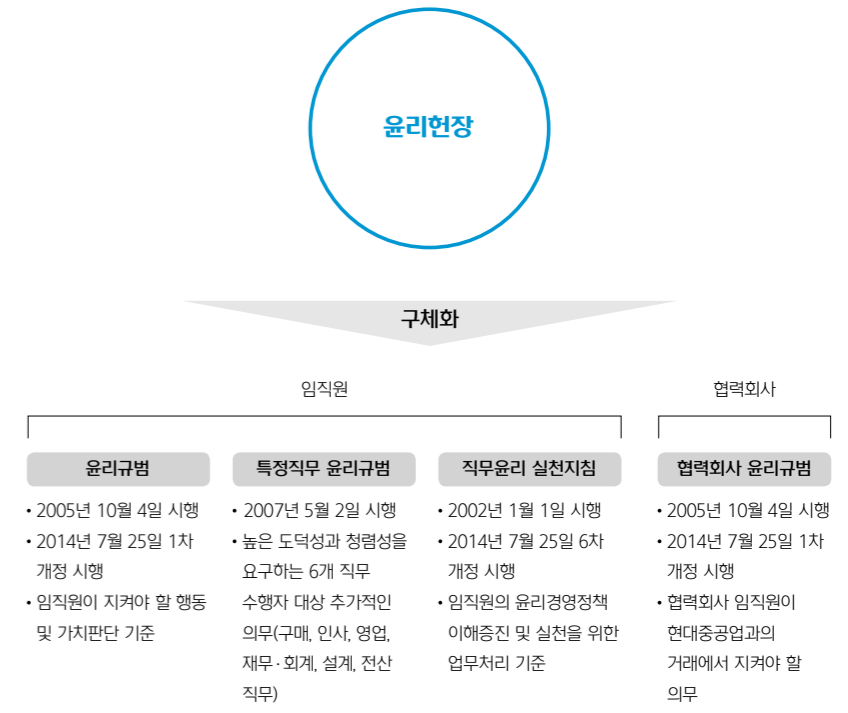 윤리헌장
구체화
임직원
협력회사
윤리규범
• 2005년 10월 4일 시행
• 2014년 7월 25일 1차
개정 시행
• 임직원이 지켜야 할 행동
및 가치판단 기준
특정직무 윤리규범
• 2007년 5월 2일 시행
• 높은 도덕성과 청렴성을
요구하는 6개 직무
수행자 대상 추가적인
의무(구매, 인사, 영업,
재무·회계, 설계, 전산
직무)
직무윤리 실천지침
• 2002년 1월 1일 시행
• 2014년 7월 25일 6차
개정 시행
• 임직원의 윤리경영정책
이해증진 및 실천을 위한
업무처리 기준
협력회사 윤리규범
• 2005년 10월 4일 시행
• 2014년 7월 25일 1차
개정 시행
• 협력회사 임직원이
현대중공업과의
거래에서 지켜야 할
의무